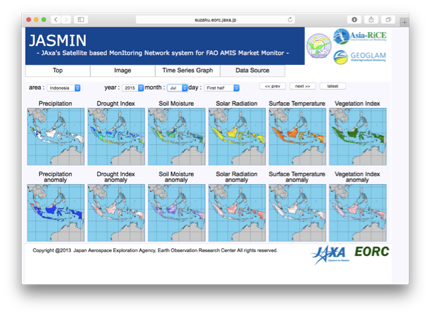 suzaku.eorc.jaxa.jp
JASMIN
- JAxa's Satellite based MonItoring Network system for FAO AMIS Market Monitor -
Asia-RiCE
GEOGLAM
Top Image Time Series Graph Data Source
area : Indonesia year : 2015 month : Jul day : First half << prev next >> latest
Precipitation Drought Index Soil Moisture Solar Radiation Surface Temperature Vegetation Index
Precipitation anomaly Drought Index anomaly Soil Moisture anomaly Solar Radiation anomaly Surface Temperature anomaly Vegetation Index anomaly
Copyright @2013 Japan Aerospace Exploration Agency, Earth Observation Research Center All rights reserved.
JAXA EORC